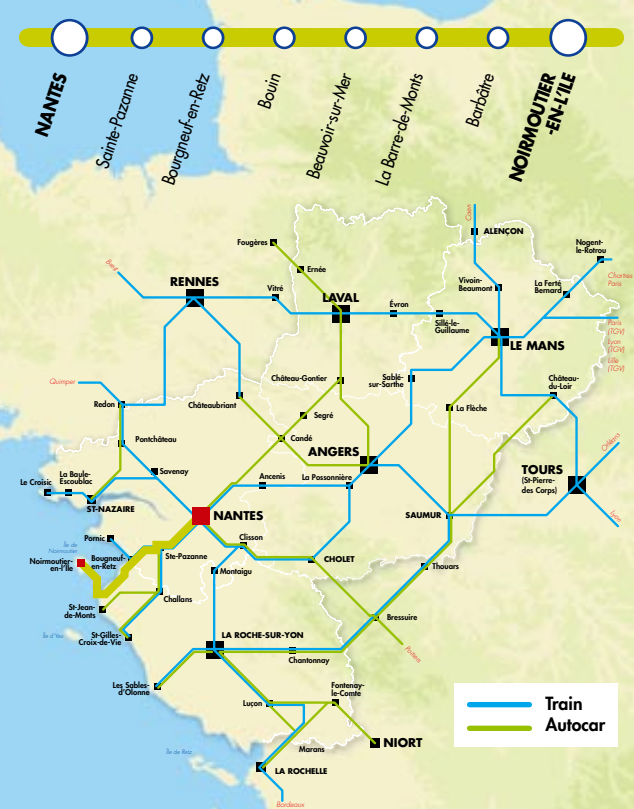 NANTES
Sainte-Pazanne
Bourgneuf-en-Retz
Bouin
Beauvoir-sur-Mer
La Barre-de-Monts
Barbâtre
NOIRMOUTIER
-EN-L'ILE
Caen
ALENÇON
Fougères
Nogent-
le-Rotrou
Ernée
Brest
Chartres
Paris
RENNES
Vitré
LAVAL
Évron
Vivoin-
Beaumont
La Ferté
Bernard
Sillé-le-
Guillaume
Paris
(TGV)
Lyon
(TGV)
Lille
(TGV)
LE MANS
Quimper
Château-Gontier
Sablé-
sur-Sarthe
Château-
du-Loir
Redon
Châteaubriant
Segré
La Flèche
Pontchâteau
Candé
Orléans
ANGERS
La Baule-
Escoublac
Savenay
Le Croisic
Ancenis
La Possonnière
TOURS
(St-Pierre-
des Corps)
ST-NAZAIRE
NANTES
SAUMUR
Lyon
Pornic
Clisson
Île de
Noirmoutier
Noirmoutier-
en-l'Ile
Bougneuf-
en-Retz
Ste-Pazanne
CHOLET
Montaigu
Thouars
Challans
St-Jean-
de-Monts
Bressuire
Île d'Yeu
St-Gilles-
Croix-de-Vie
LA ROCHE-SUR-YON
Poitiers
Chantonnay
Les Sables-
d'Olonne
Fontenay-
le-Comte
Luçon
Train
Autocar
NIORT
Île de Retz
Marans
LA ROCHELLE
Bordeaux